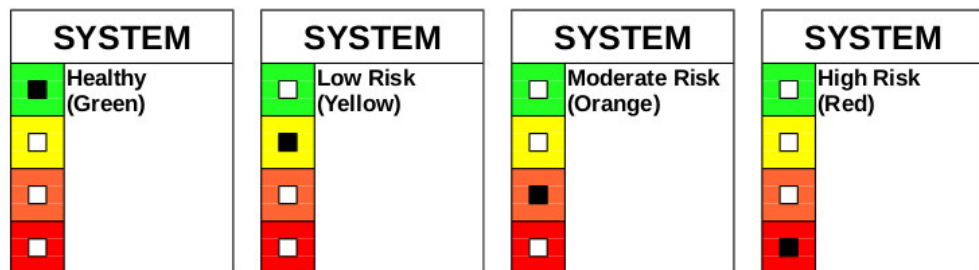 SYSTEM
Healthy
(Green)
SYSTEM
Low Risk
(Yellow)
SYSTEM
Moderate Risk
(Orange)
SYSTEM
High Risk
(Red)